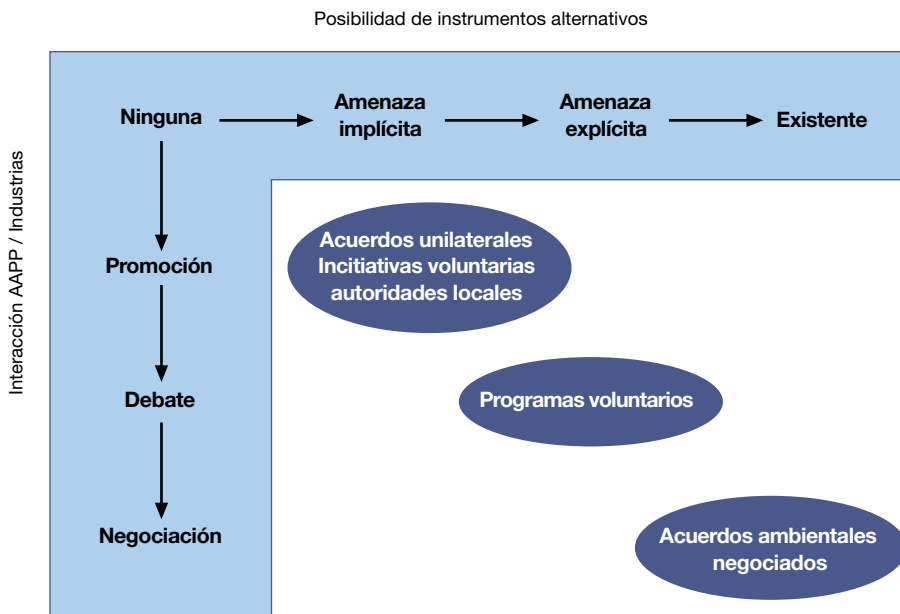 Posibilidad de instrumentos alternativos
Interacción AAPP / Industrias
Ninguna
Amenaza
implícita
Amenaza
explícita
Existente
Promoción
Debate
Negociación
Acuerdos unilaterales
Incitiativas voluntarias
autoridades locales
Programas voluntarios
Acuerdos ambientales
negociados